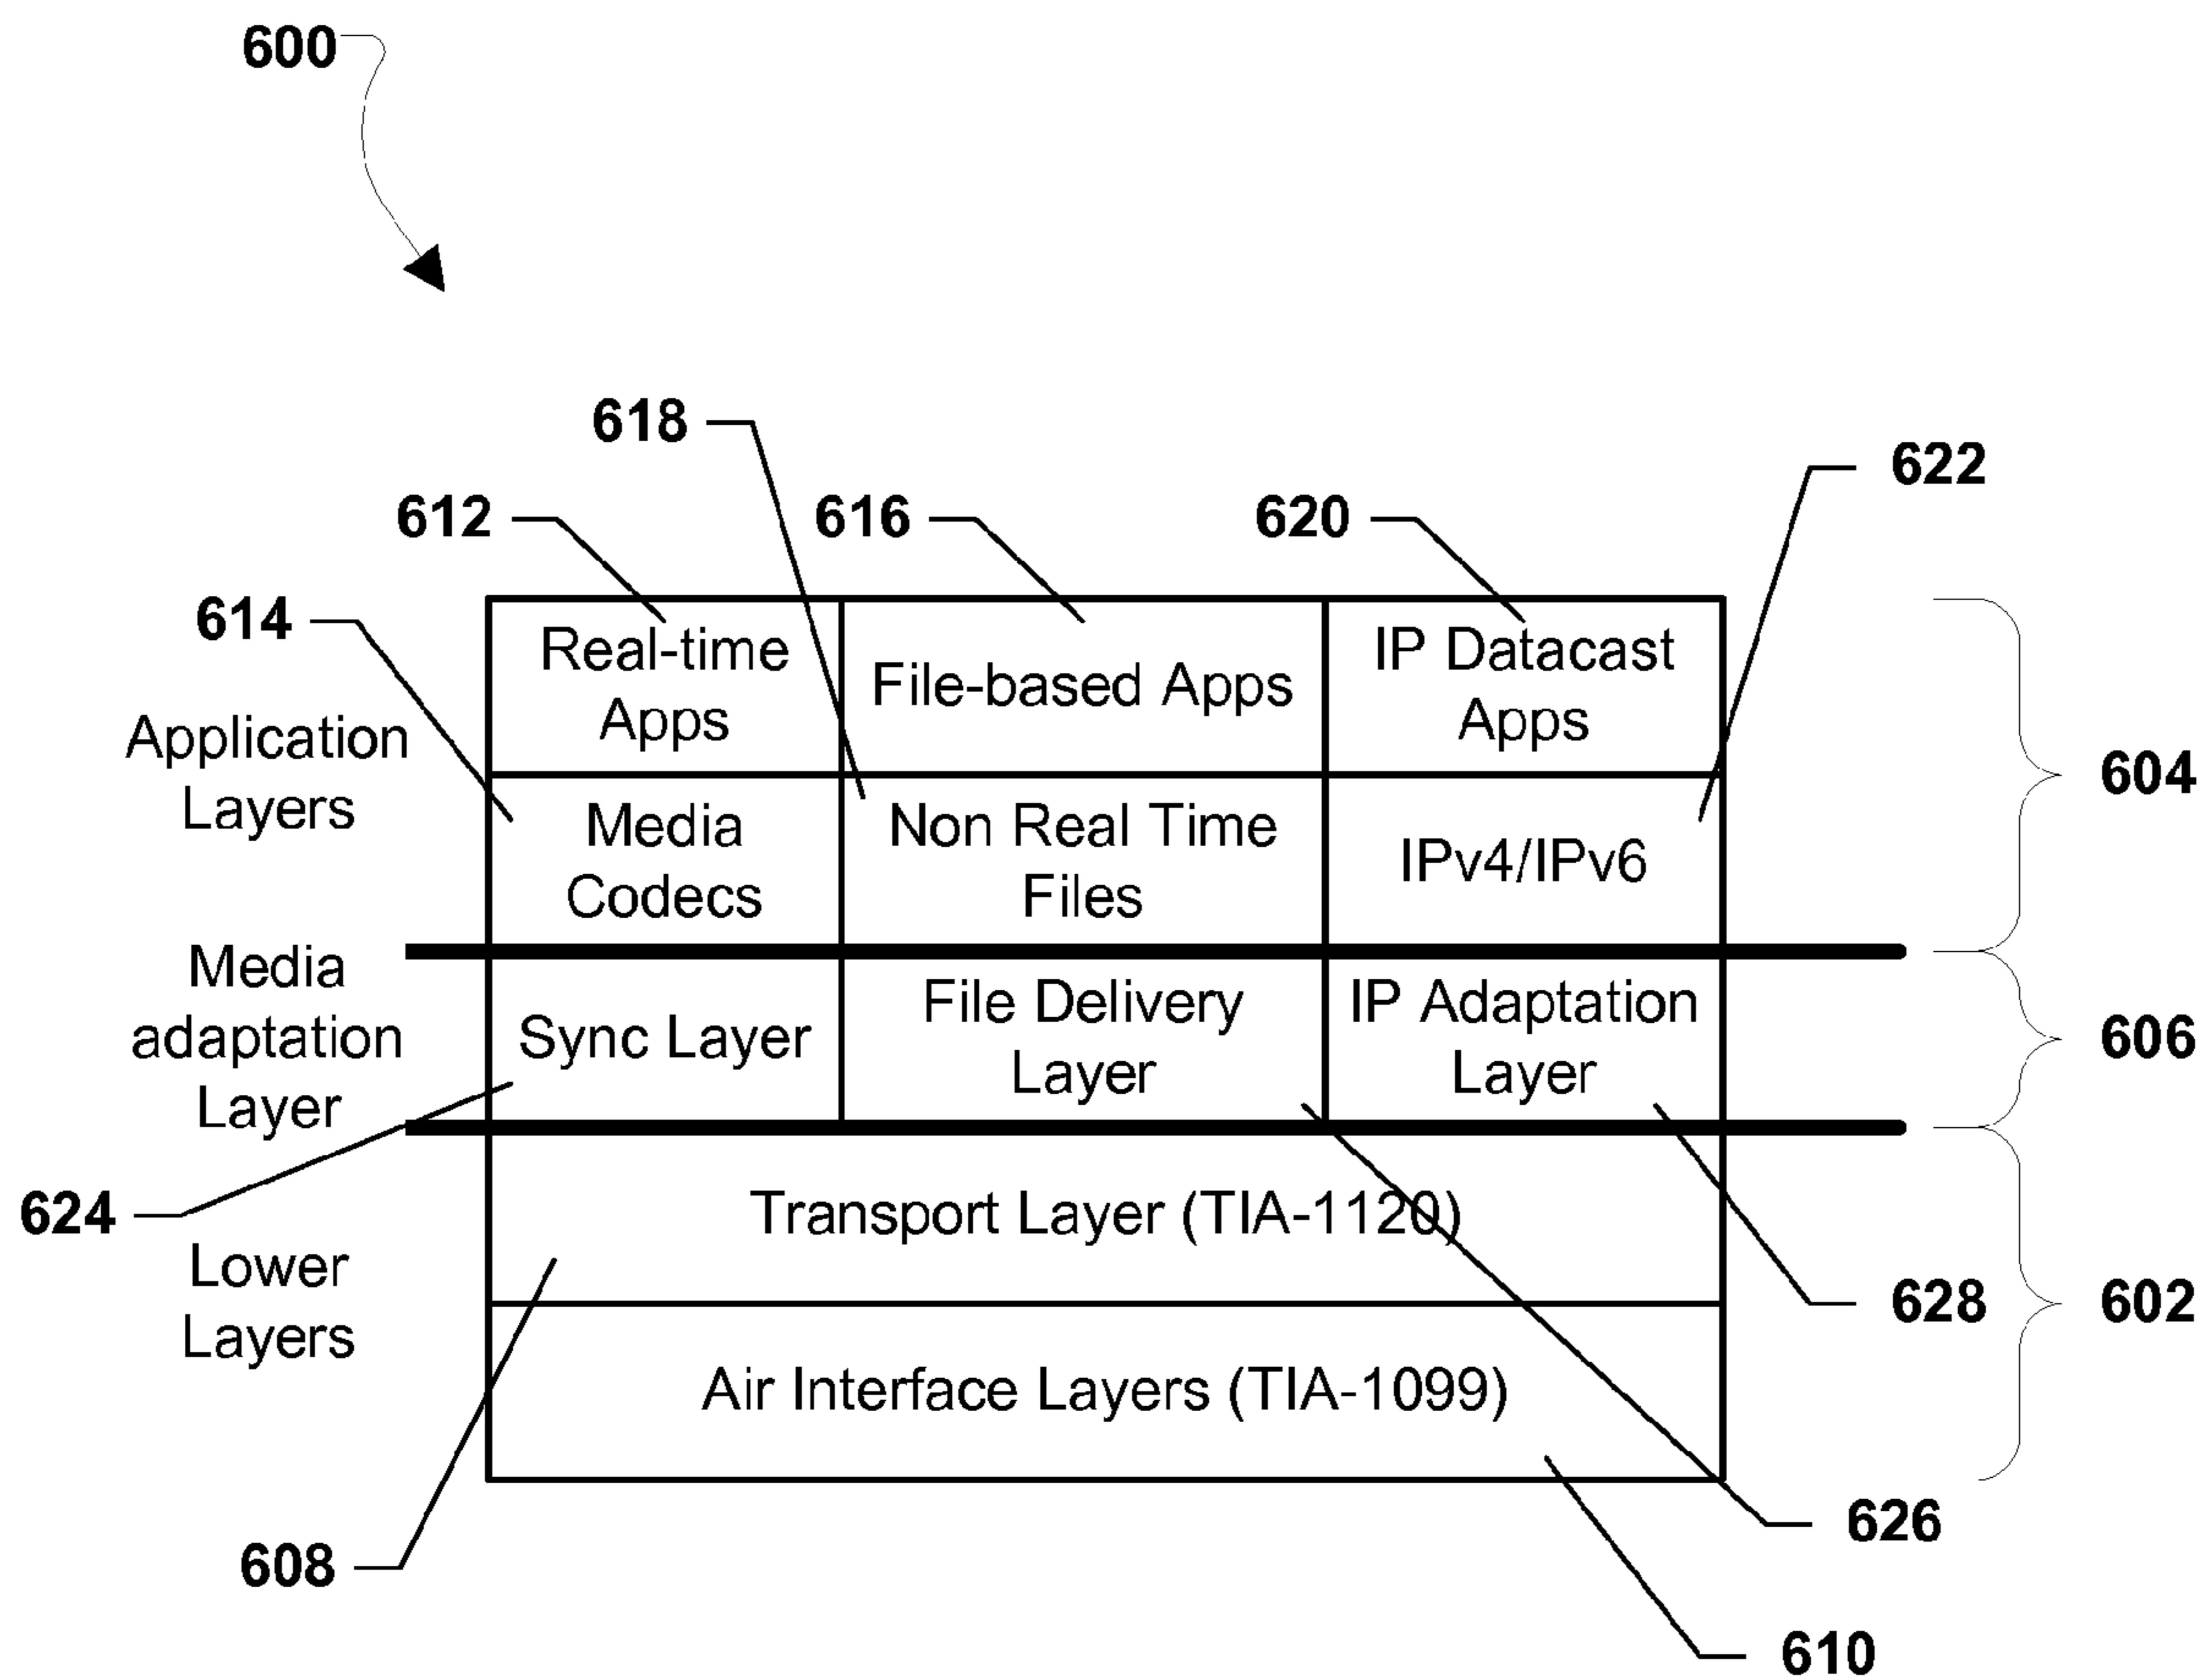 600
618
622
612
616
620
614
Real-time
Apps
File-based Apps
IP Datacast
Apps
Application
Layers
604
Media
Codecs
Non Real Time
Files
IPv4/IPv6
Media
adaptation
Layer
Sync Layer
File Delivery
Layer
IP Adaptation
Layer
606
624
Transport Layer (TIA-1120)
Lower
Layers
628
602
Air Interface Layers (TIA-1099)
626
608
610